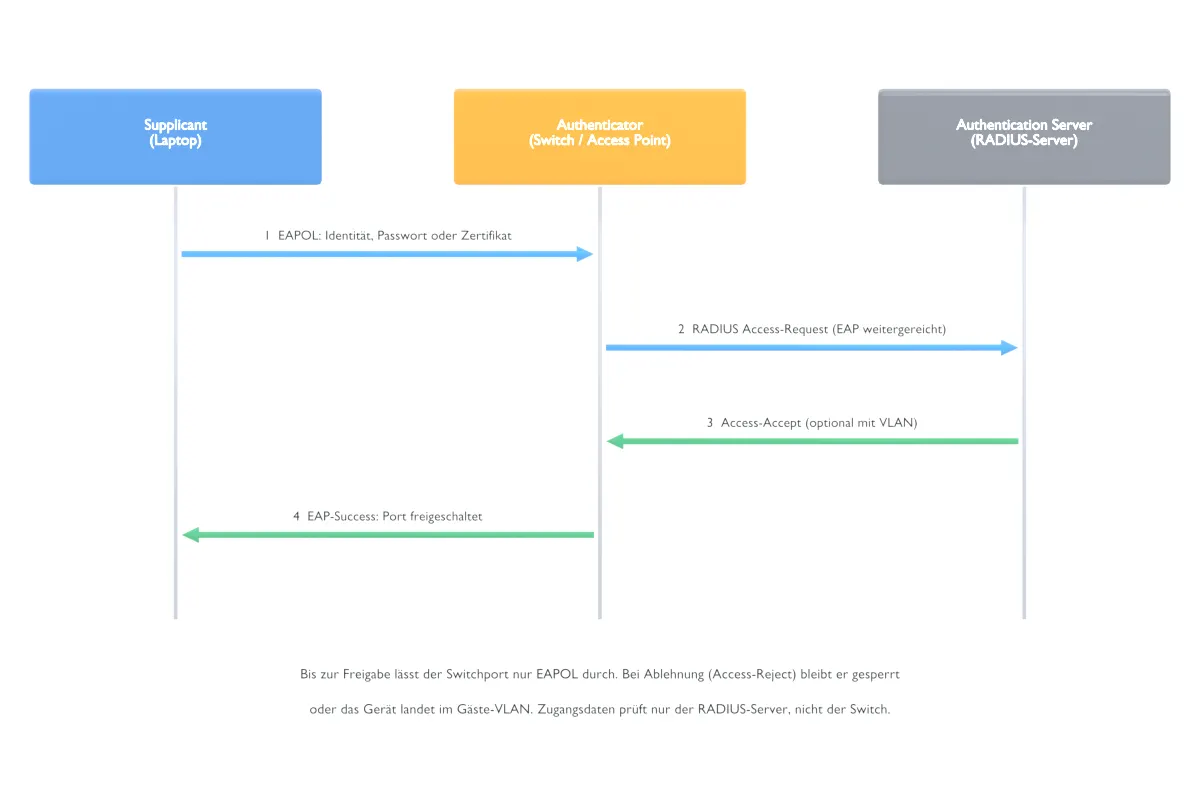 Supplicant
(Laptop)
Authenticator
(Switch / Access Point)
Authentication Server
(RADIUS-Server)
1 EAPOL: Identität, Passwort oder Zertifikat
2 RADIUS Access-Request (EAP weitergereicht)
3 Access-Accept (optional mit VLAN)
4 EAP-Success: Port freigeschaltet
Bis zur Freigabe lässt der Switchport nur EAPOL durch. Bei Ablehnung (Access-Reject) bleibt er gesperrt
oder das Gerät landet im Gäste-VLAN. Zugangsdaten prüft nur der RADIUS-Server, nicht der Switch.